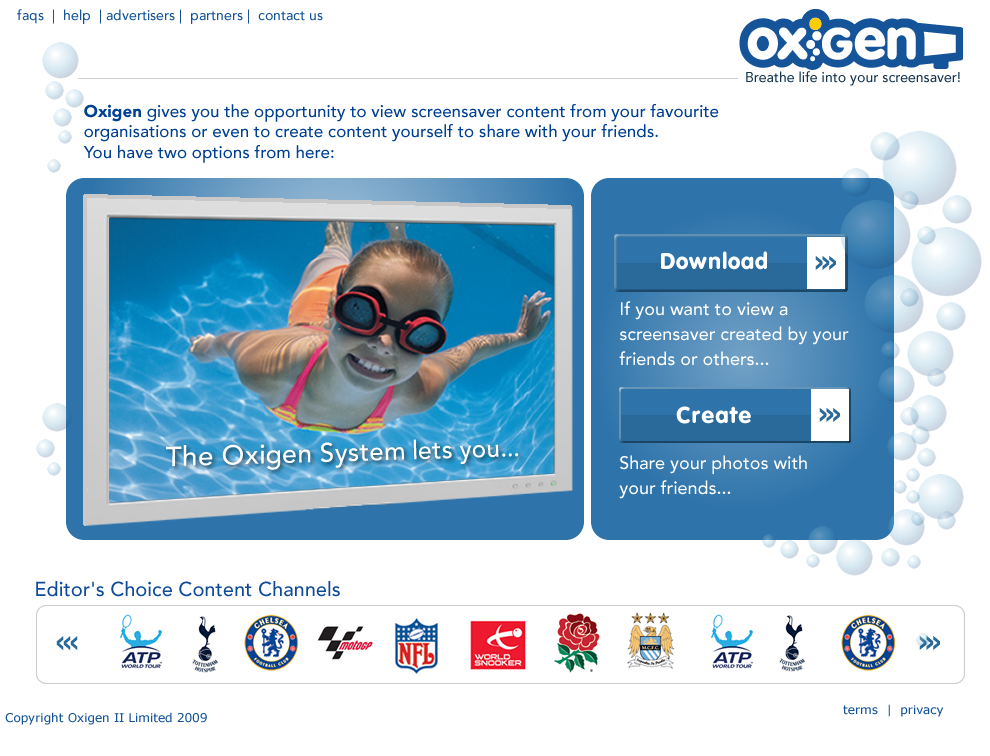 faqs | help | advertisers | partners | contact us
oxigen
Breathe life into your screensaver!
Oxigen gives you the opportunity to view screensaver content from your favourite
organisations or even to create content yourself to share with your friends.
You have two options from here:
The Oxigen System lets you...
Download »»
If you want to view a
screensaver created by your
friends or others...
Create »»
Share your photos with
your friends...
Editor's Choice Content Channels
ATP
WORLD TOUR
TOTTENHAM
HOTSPUR
CHELSEA
FOOTBALL CLUB
motoGP
NFL
WORLD
SNOOKER
M.C.F.C.
ATP
WORLD TOUR
TOTTENHAM
HOTSPUR
CHELSEA
FOOTBALL CLUB
terms | privacy
Copyright Oxigen II Limited 2009